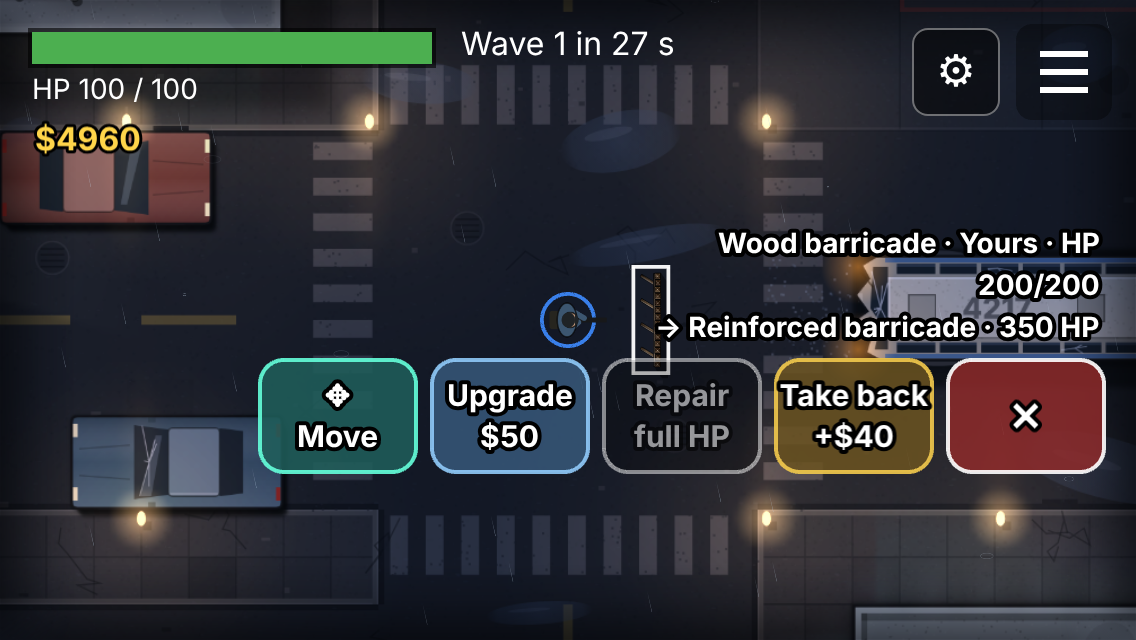 Wave 1 in 27 s
HP 100 / 100
$4960
Wood barricade · Yours · HP
200/200
→ Reinforced barricade · 350 HP
Move
Upgrade
$50
Repair
full HP
Take back
+$40
×